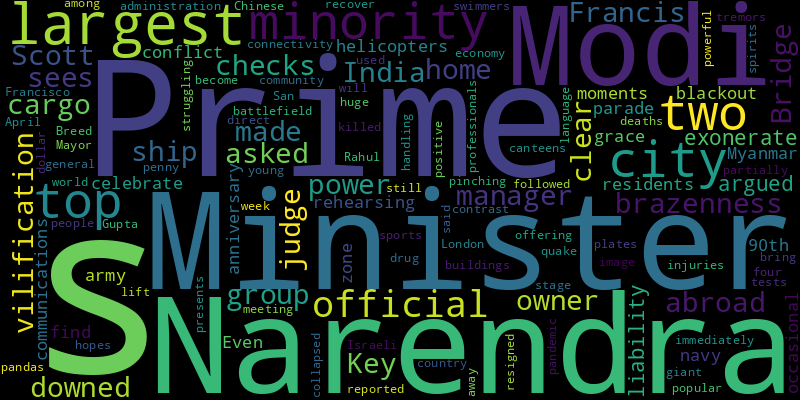 among administration Chinese recover swimmers
largest minority Modi Francis powerful tremors spirits
Scott conflict connectivity helicopters economy
sees checks India home community used
Francisco cargo struggling become San will huge
Prime professionals language moments blackout Bridge
April Breed Mayor battlefield direct killed parade two
made handling positive deaths grace exonerate
dollar ship asked Rahul canteens clear city Myanmar
general penny young partially
world celebrate power still pinching followed residents argued
top anniversary week rehearsing manager brazenness
vilification people Gupta judge said contrast
Minister sports London offering plates 90th
communications zone drug buildings quake image injuries bring
S army lift presents group meeting official stage owner abroad four tests
find hopes Even Israeli Key country pandemic liability navy immediately occasional
pandas downed collapsed reported away resigned giant popular
Narendra